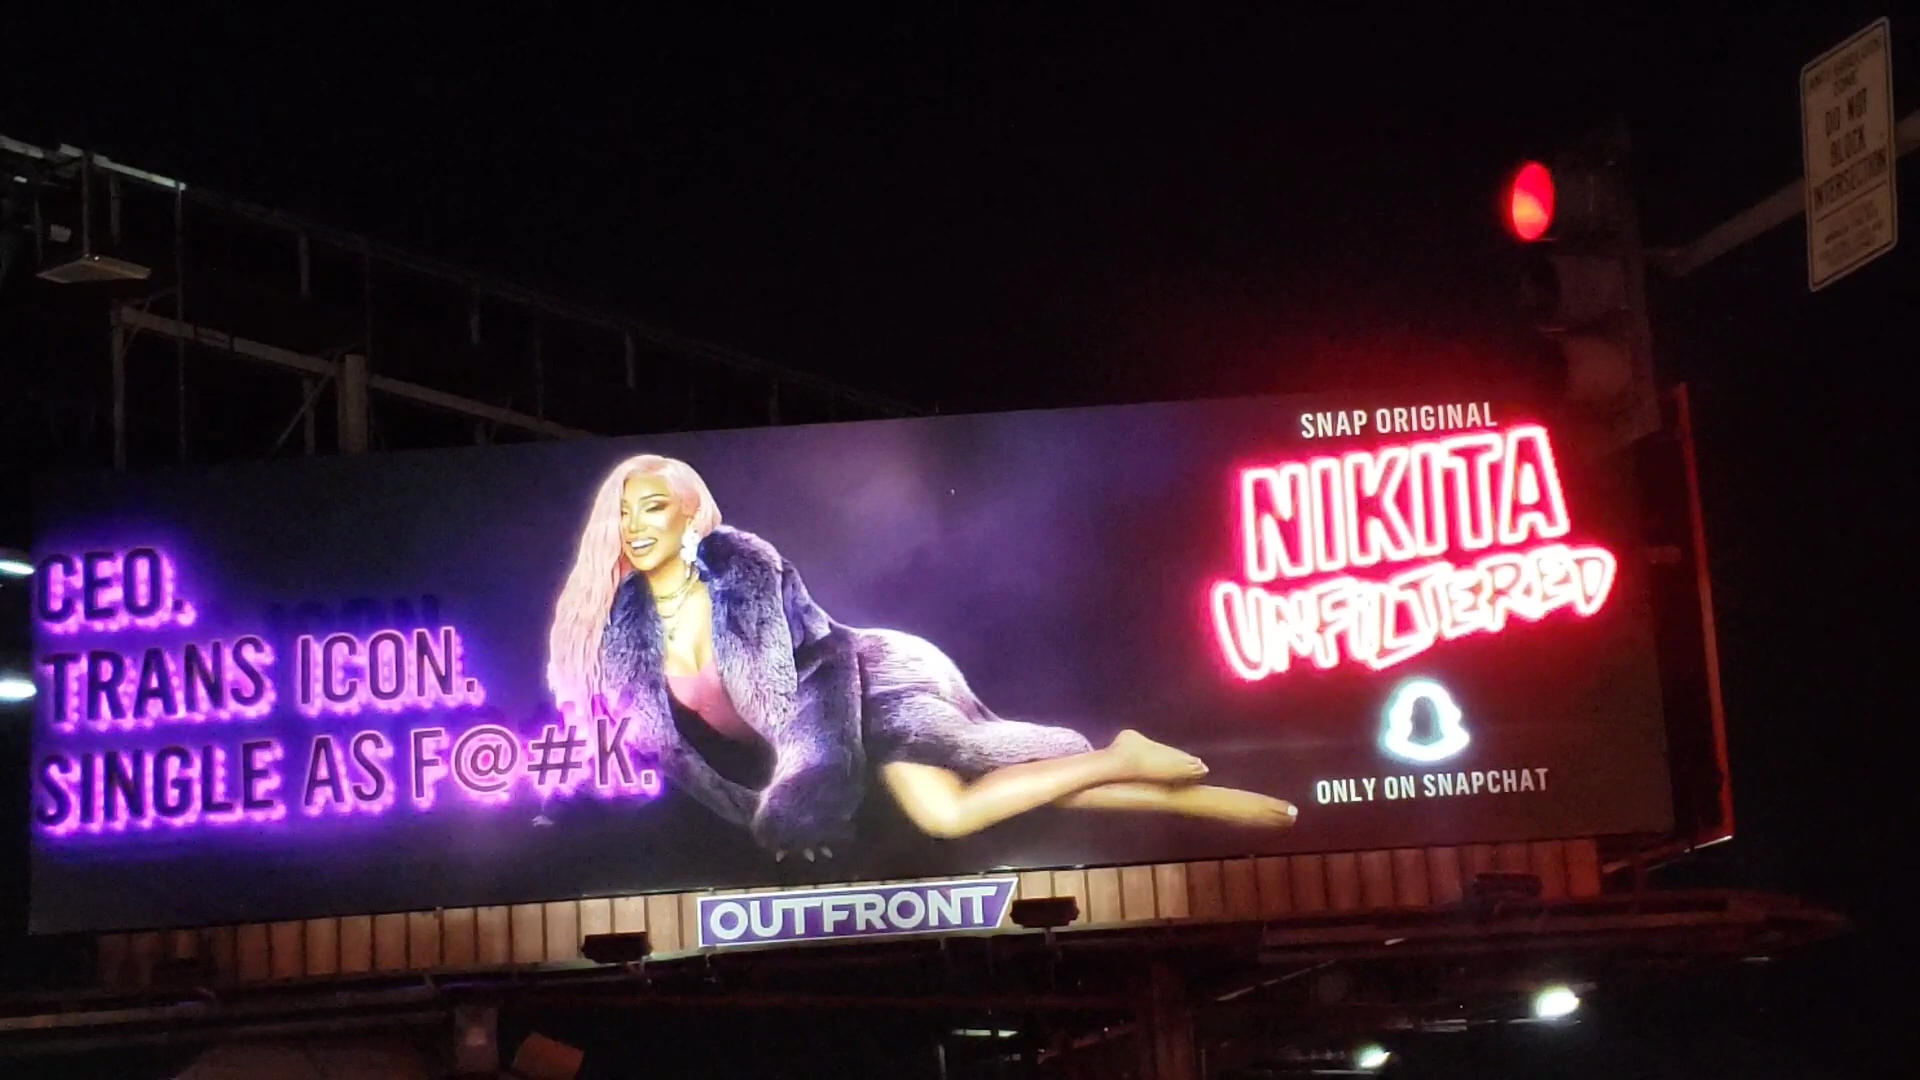 CEO.
TRANS ICON.
SINGLE AS F@#K.
SNAP ORIGINAL
NIKITA
UNFILTERED
ONLY ON SNAPCHAT
OUTFRONT
DO NOT
BLOCK
INTERSECTION